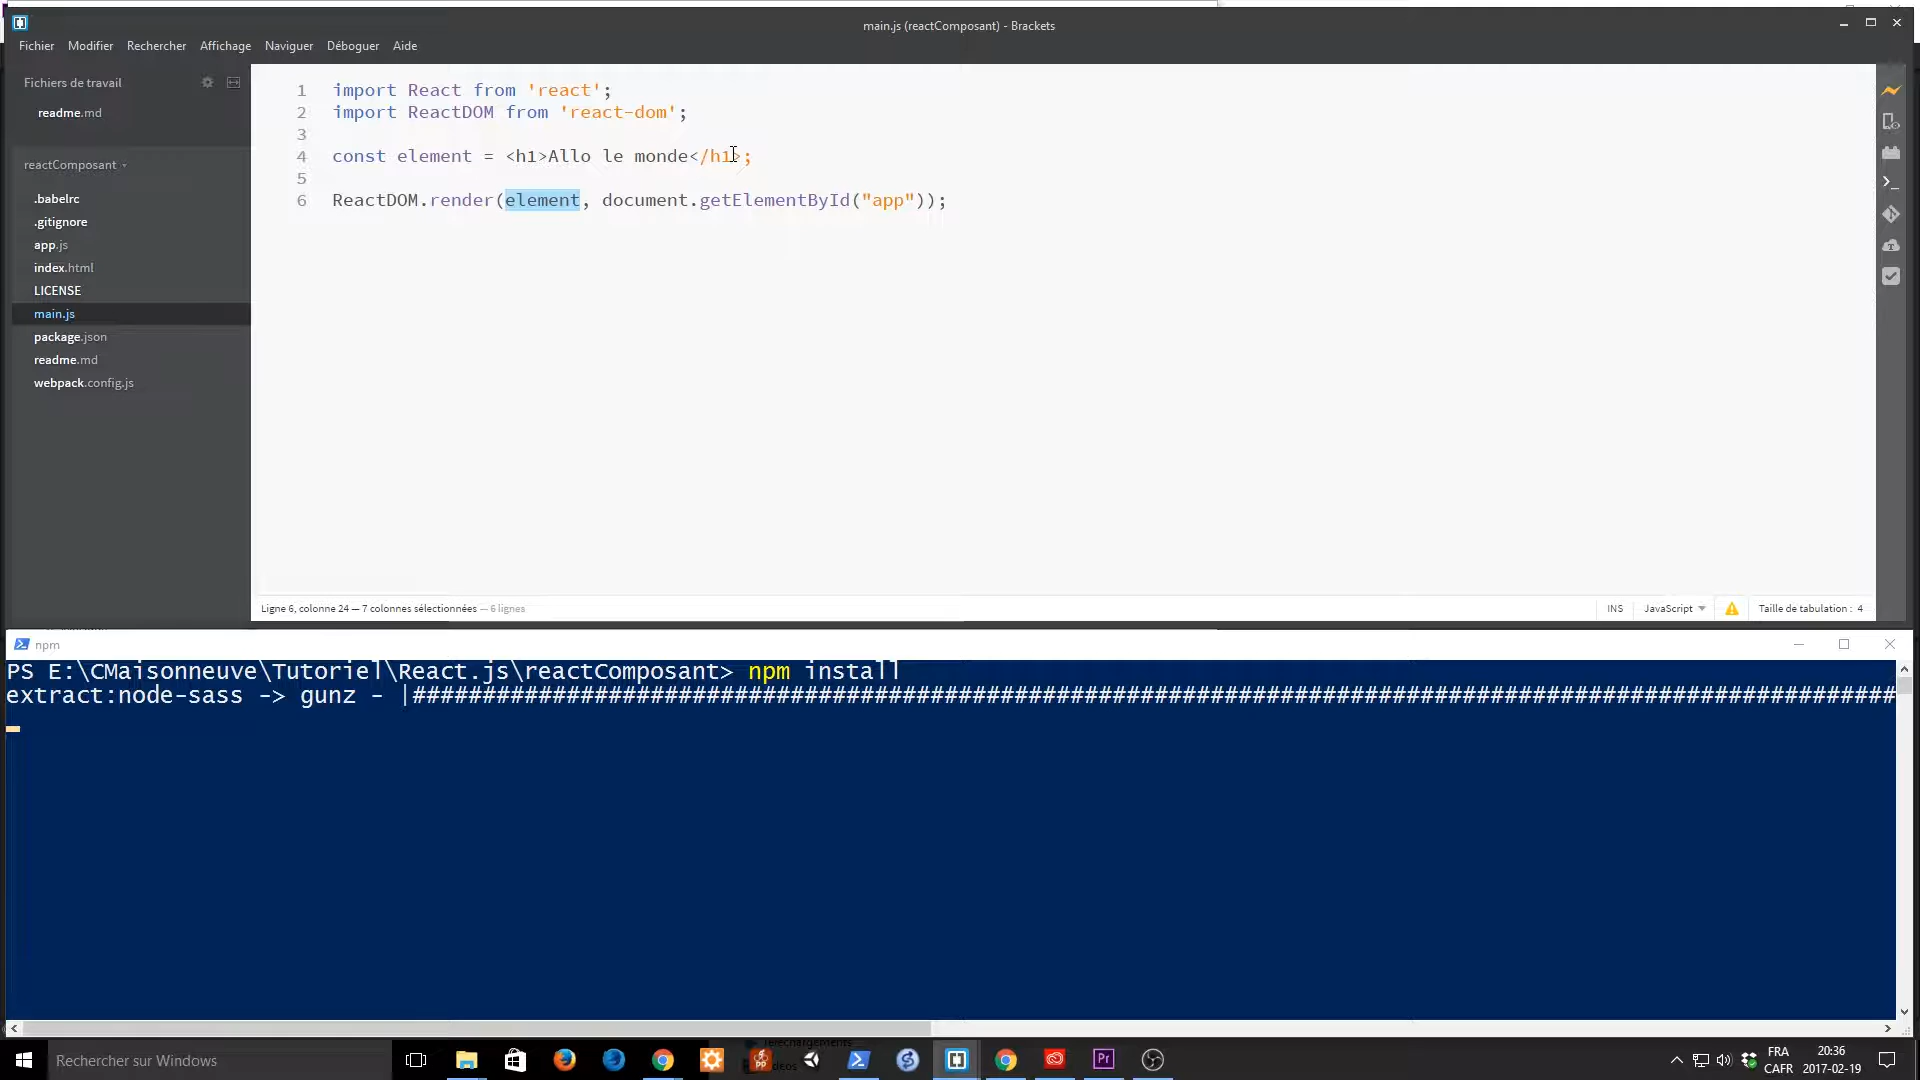 main.js (reactComposant) - Brackets
Fichier Modifier Rechercher Affichage Naviguer Déboguer Aide
Fichiers de travail
readme.md
reactComposant
.babelrc
.gitignore
app.js
index.html
LICENSE
main.js
package.json
readme.md
webpack.config.js
1 import React from 'react';
2 import ReactDOM from 'react-dom';
3
4 const element = <h1>Allo le monde</h1>;
5
6 ReactDOM.render(element, document.getElementById("app"));
Ligne 6, colonne 24 — 7 colonnes sélectionnées — 6 lignes
INS JavaScript Taille de tabulation : 4
npm
PS E:\CMaisonneuve\Tutoriel\React.js\reactComposant> npm install
extract:node-sass -> gunz - |##########################################################################################################
Rechercher sur Windows
Téléchargements
FRA
CAFR
20:36
2017-02-19